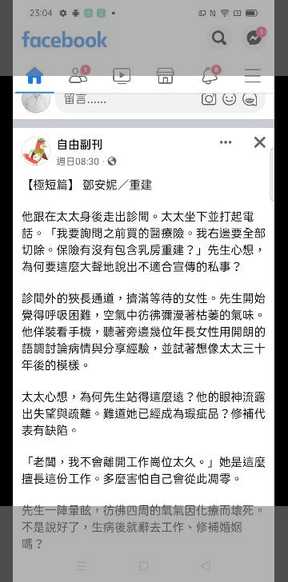 23:04
facebook
留言......
自由副刊
週日08:30
【極短篇】 鄧安妮／重建
他跟在太太身後走出診間。太太坐下並打起電
話。「我要詢問之前買的醫療險。我右邊要全部
切除。保險有沒有包含乳房重建？」先生心想，
為何要這麼大聲地說出不適合宣傳的私事？
診間外的狹長通道，擠滿等待的女性。先生開始
覺得呼吸困難，空氣中彷彿彌漫著枯萎的氣味。
他佯裝看手機，聽著旁邊幾位年長女性用開朗的
語調討論病情與分享經驗，並試著想像太太三十
年後的模樣。
太太心想，為何先生站得這麼遠？他的眼神流露
出失望與疏離。難道她已經成為瑕疵品？修補代
表有缺陷。
「老闆，我不會離開工作崗位太久。」她是這麼
擅長這份工作。多麼害怕自己會從此凋零。
先生一陣暈眩，彷彿四周的氧氣因化療而壞死。
不是說好了，生病後就辭去工作、修補婚姻
嗎？